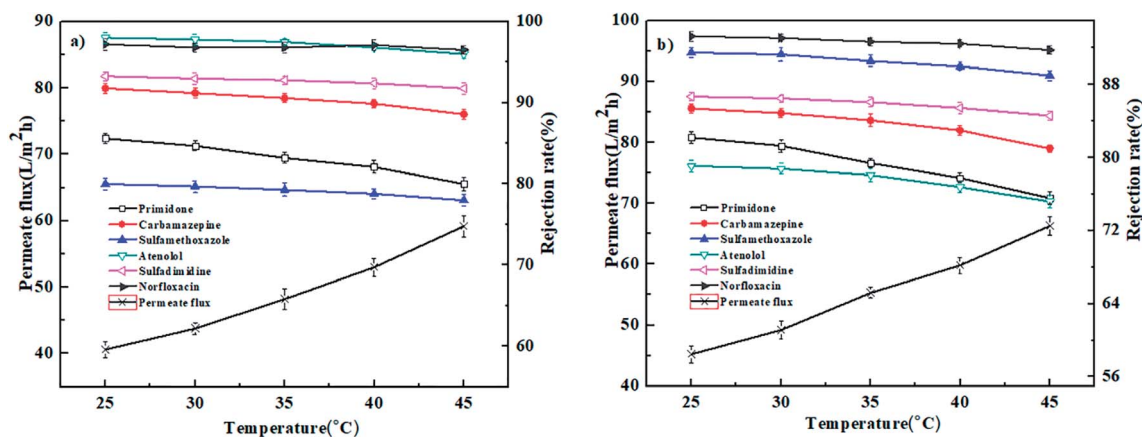 a)
Permeate flux(L/m²h)
90
80
70
60
50
40
100
90
80
70
60
Rejection rate(%)
Primidone
Carbamazepine
Sulfamethoxazole
Atenolol
Sulfadimidine
Norfloxacin
Permeate flux
25 30 35 40 45
Temperature(°C)
b)
Permeate flux(L/m²h)
100
90
80
70
60
50
40
88
80
72
64
56
Rejection rate(%)
Primidone
Carbamazepine
Sulfamethoxazole
Atenolol
Sulfadimidine
Norfloxacin
Permeate flux
25 30 35 40 45
Temperature(°C)